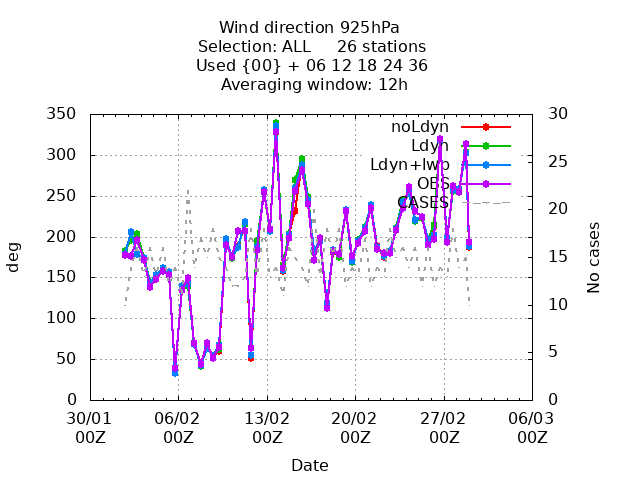 Wind direction 925hPa
Selection: ALL 26 stations
Used {00} + 06 12 18 24 36
Averaging window: 12h
350 30
300 25
250 20
200
150 15
100 10
50 5
0 0
deg
No cases
noLdyn
Ldyn
Ldyn+lwp
OBS
CASES
30/01 06/02 13/02 20/02 27/02 06/03
00Z 00Z 00Z 00Z 00Z 00Z
Date